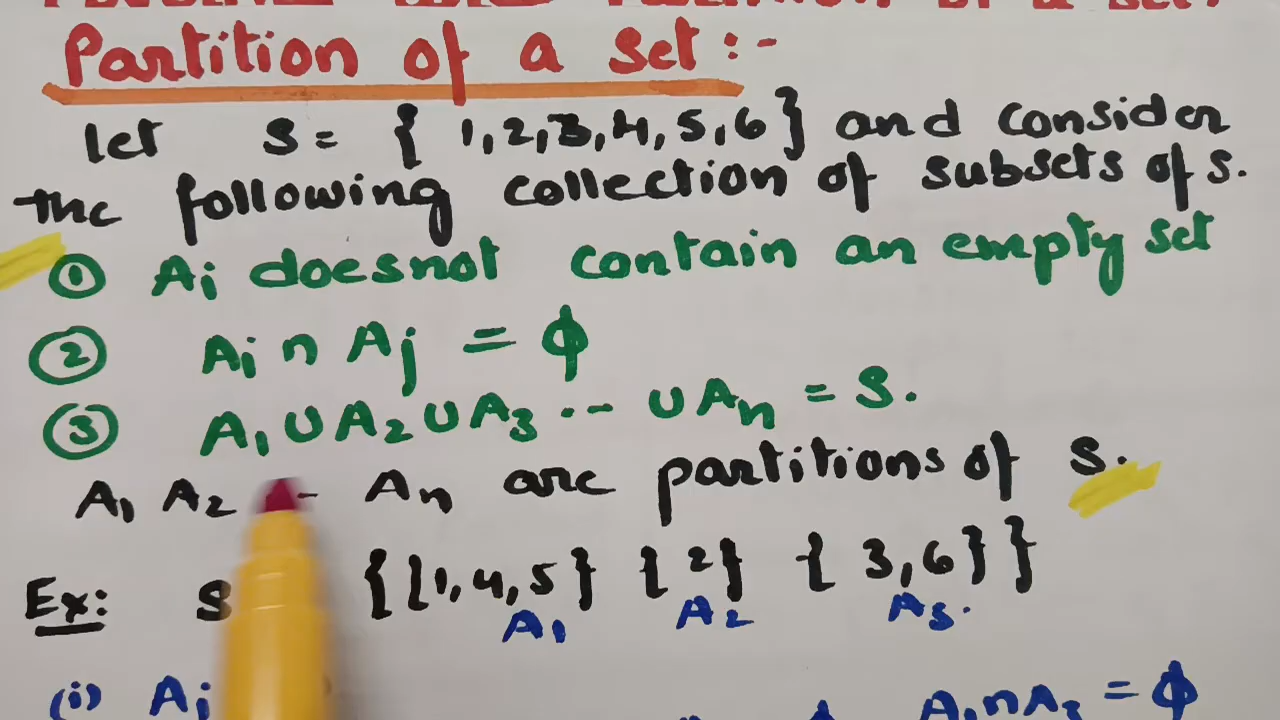 Partition of a set:-
let S = { 1,2,3,4,5,6 } and consider
the following collection of subsets of s.
① Ai doesnot contain an empty set
② Ai ∩ Aj = ϕ
③ A1 ∪ A2 ∪ A3 ... ∪ An = S.
A1 A2 -- An are partitions of S.
Ex: S {{1,4,5} {2} {3,6}}
A1 A2 A3.
(i) Ai A1∩A3 = ϕ